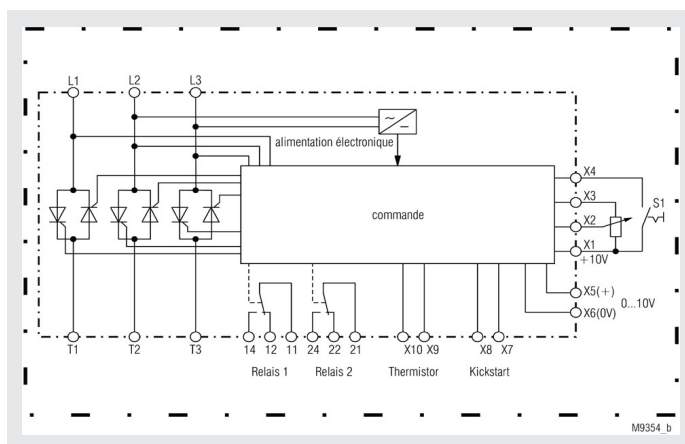 L1 L2 L3
alimentation électronique
commande
X4
X3
S1
X2
X1
+10V
X5(+)
0...10V
X6(0V)
T1 T2 T3 14 12 11 24 22 21 X10 X9 X8 X7
Relais 1 Relais 2 Thermistor Kickstart
M9354_b